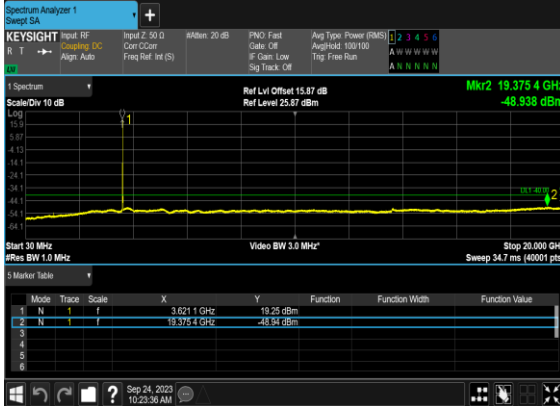 Spectrum Analyzer 1
Swept SA
KEYSIGHT Input: RF Input Z: 50 Ω #Atten: 20 dB PNO: Fast Avg Type: Power (RMS) 1 2 3 4 5 6
R T Coupling: DC Corr CCorr Gate: Off Avg|Hold: 100/100 A W W W W W
Align: Auto Freq Ref: Int (S) IF Gain: Low Trig: Free Run
Sig Track: Off A N N N N N
1 Spectrum Ref Lvl Offset 15.87 dB Mkr2 19.375 4 GHz
Scale/Div 10 dB Ref Level 25.87 dBm -48.938 dBm
Log
15.9 1
5.87
-4.13
-14.1
-24.1
-34.1
-44.1 2
-54.1
-64.1
Start 30 MHz Video BW 3.0 MHz* Stop 20.000 GHz
#Res BW 1.0 MHz Sweep 34.7 ms (40001 pts)
5 Marker Table
Mode Trace Scale X Y Function Function Width Function Value
1 N 1 f 3.621 1 GHz 19.25 dBm
2 N 1 f 19.375 4 GHz -48.94 dBm
3
4
5
6
Sep 24, 2023
10:23:36 AM